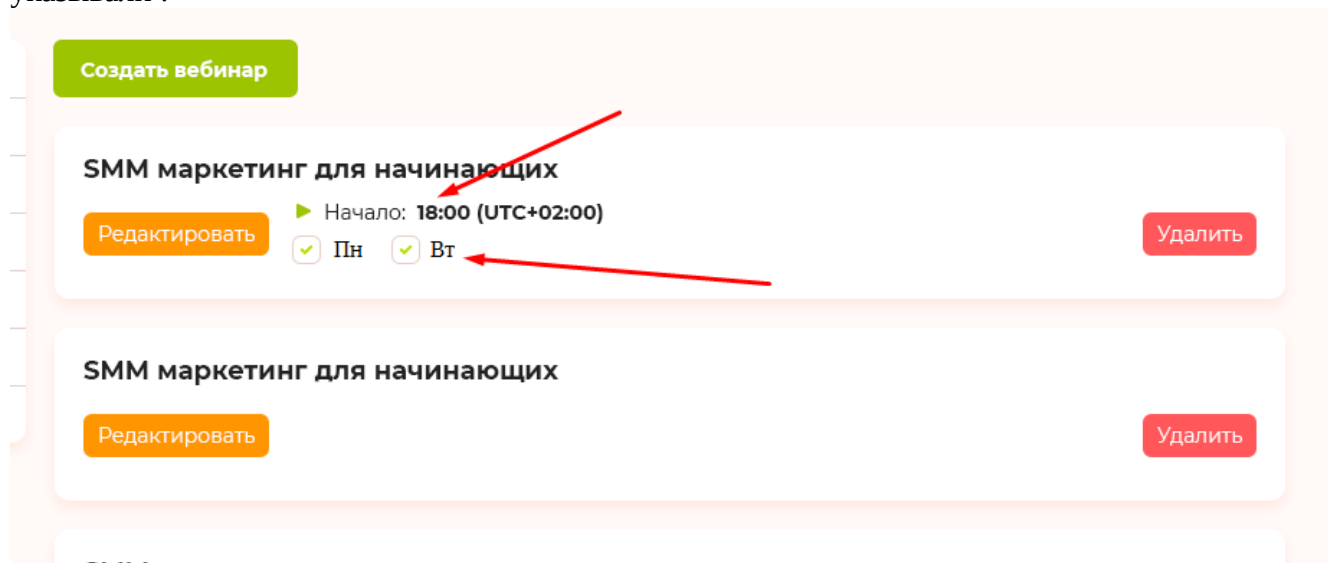 Создать вебинар
SMM маркетинг для начинающих
Начало: 18:00 (UTC+02:00)
Редактировать
Удалить
Пн Вт
SMM маркетинг для начинающих
Редактировать
Удалить